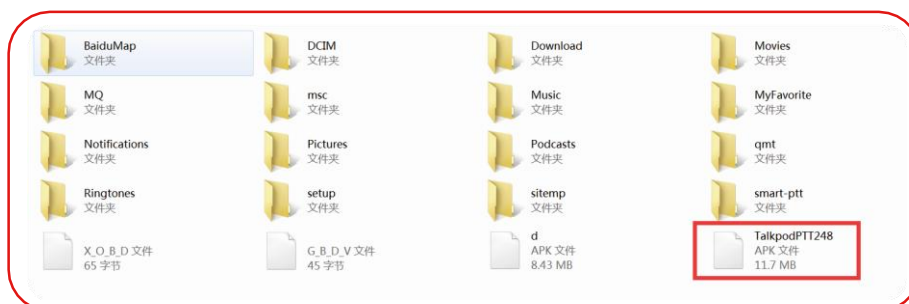 BaiduMap
文件夹
DCIM
文件夹
Download
文件夹
Movies
文件夹
MQ
文件夹
msc
文件夹
Music
文件夹
MyFavorite
文件夹
Notifications
文件夹
Pictures
文件夹
Podcasts
文件夹
qmt
文件夹
Ringtones
文件夹
setup
文件夹
sitemp
文件夹
smart-ptt
文件夹
X_O_B_D 文件
65 字节
G_B_D_V 文件
45 字节
d
APK 文件
8.43 MB
TalkpodPTT248
APK 文件
11.7 MB